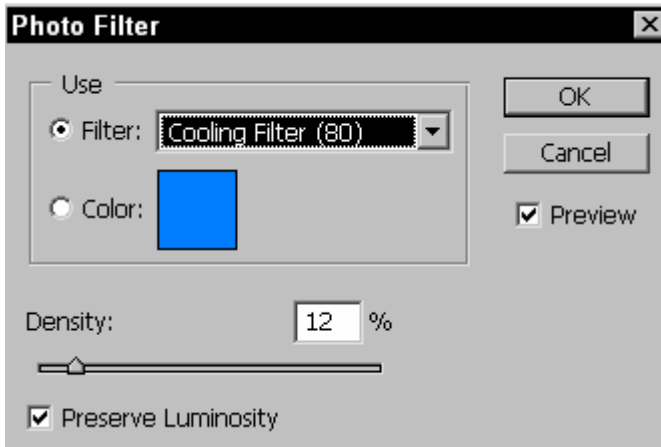 Photo Filter
Use
Filter: Cooling Filter (80)
Color:
OK
Cancel
Preview
Density: 12 %
Preserve Luminosity